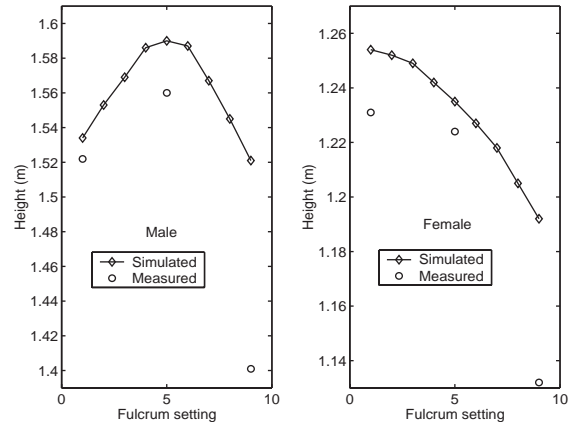 1.6
1.58
1.56
1.54
1.52
1.5
1.48
1.46
1.44
1.42
1.4
Height (m)
Male
Simulated
Measured
0 5 10
Fulcrum setting
1.26
1.24
1.22
1.2
1.18
1.16
1.14
Height (m)
Female
Simulated
Measured
0 5 10
Fulcrum setting